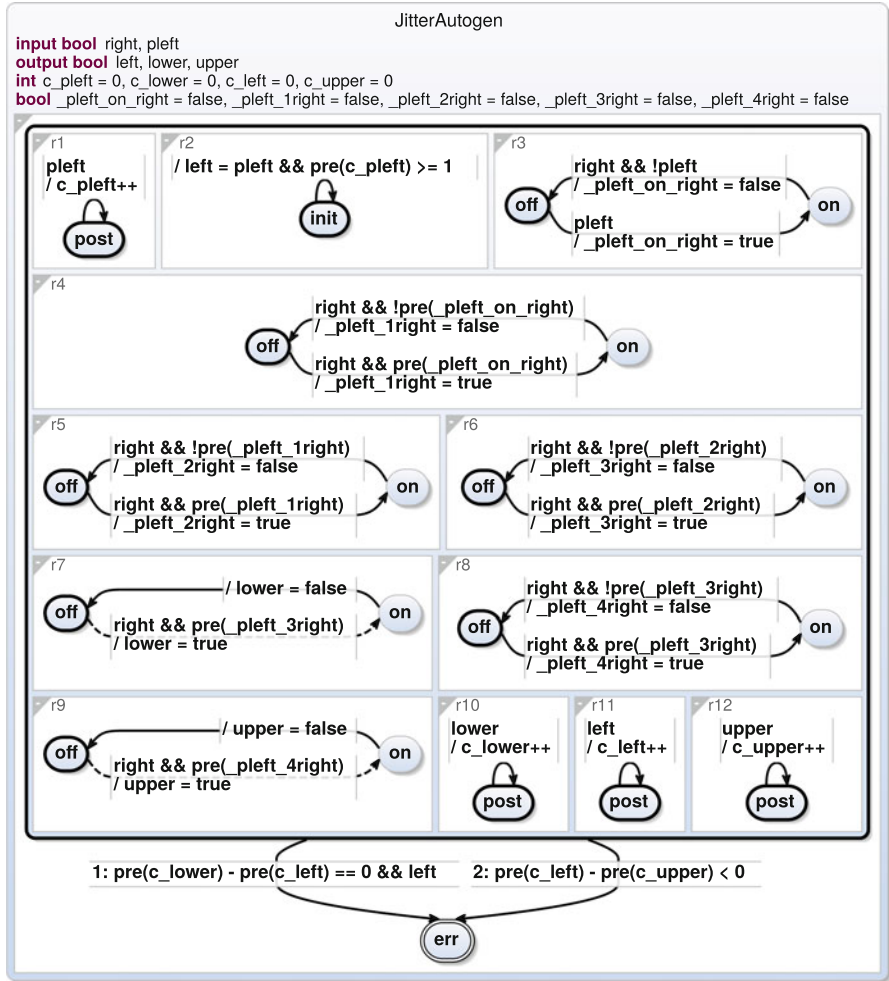 JitterAutogen
input bool right, pleft
output bool left, lower, upper
int c_pleft = 0, c_lower = 0, c_left = 0, c_upper = 0
bool _pleft_on_right = false, _pleft_1right = false, _pleft_2right = false, _pleft_3right = false, _pleft_4right = false
r1
pleft
/ c_pleft++
post
r2
/ left = pleft && pre(c_pleft) >= 1
init
r3
right && !pleft
/ _pleft_on_right = false
off
on
pleft
/ _pleft_on_right = true
r4
right && !pre(_pleft_on_right)
/ _pleft_1right = false
off
on
right && pre(_pleft_on_right)
/ _pleft_1right = true
r5
right && !pre(_pleft_1right)
/ _pleft_2right = false
off
on
right && pre(_pleft_1right)
/ _pleft_2right = true
r6
right && !pre(_pleft_2right)
/ _pleft_3right = false
off
on
right && pre(_pleft_2right)
/ _pleft_3right = true
r7
/ lower = false
off
on
right && pre(_pleft_3right)
/ lower = true
r8
right && !pre(_pleft_3right)
/ _pleft_4right = false
off
on
right && pre(_pleft_3right)
/ _pleft_4right = true
r9
/ upper = false
off
on
right && pre(_pleft_4right)
/ upper = true
r10
lower
/ c_lower++
post
r11
left
/ c_left++
post
r12
upper
/ c_upper++
post
1: pre(c_lower) - pre(c_left) == 0 && left
2: pre(c_left) - pre(c_upper) < 0
err